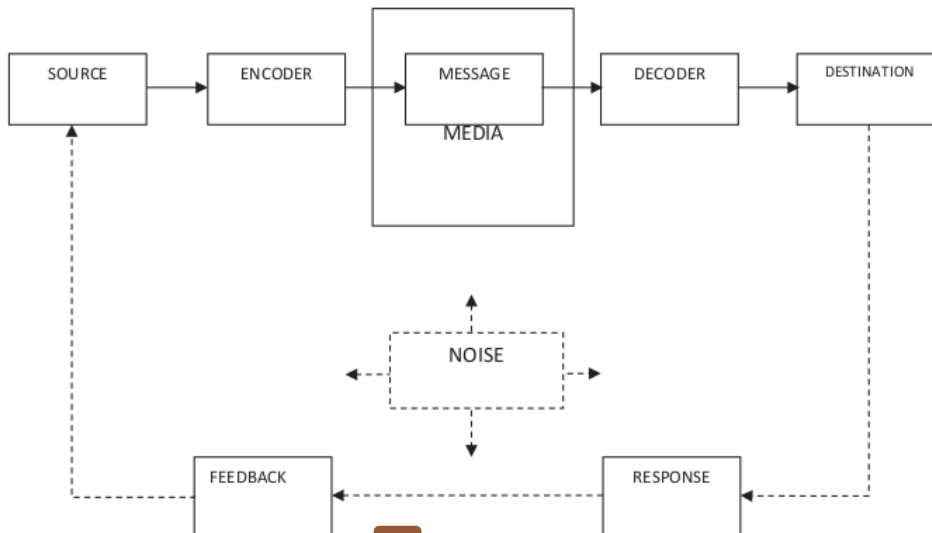 SOURCE
ENCODER
MESSAGE
DECODER
DESTINATION
MEDIA
NOISE
FEEDBACK
RESPONSE